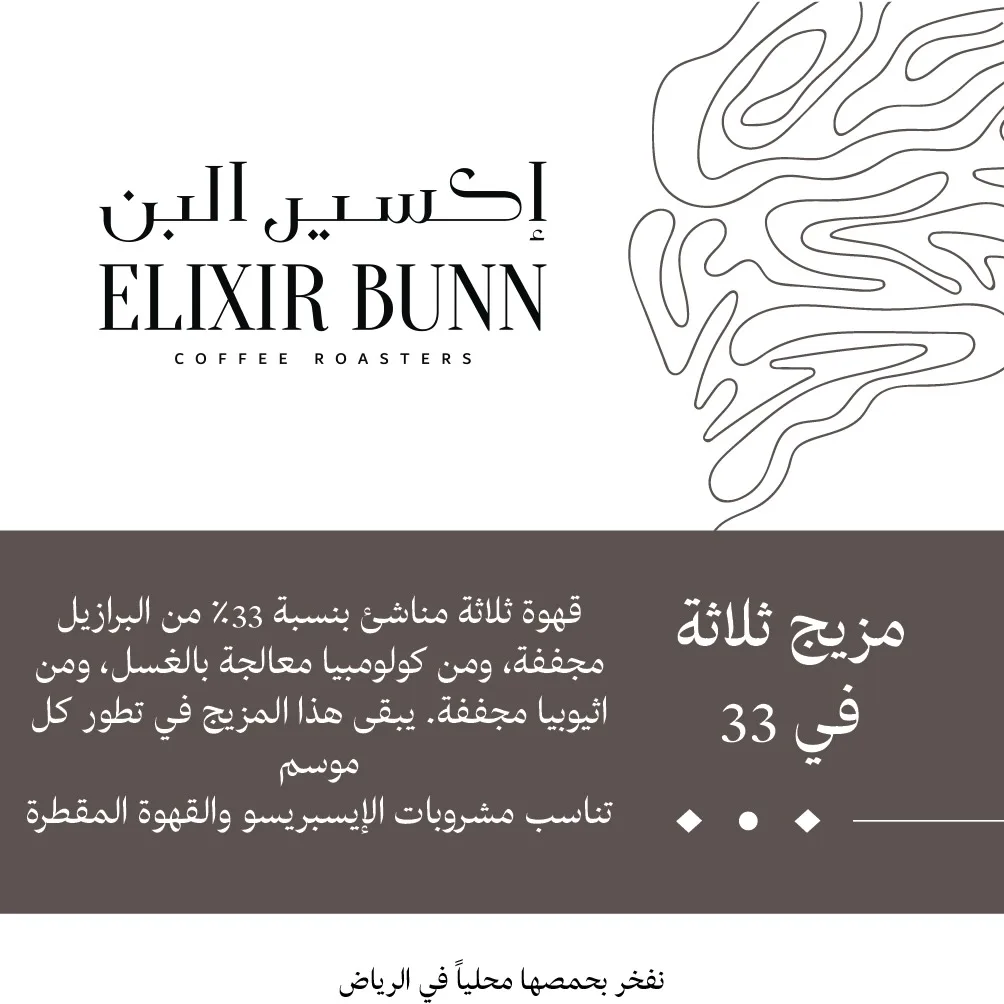 إكسير البن
ELIXIR BUNN
COFFEE ROASTERS
مزيج ثلاثة
في 33
قهوة ثلاثة مناشئ بنسبة 33٪ من البرازيل
مجففة، ومن كولومبيا معالجة بالغسل، ومن
اثيوبيا مجففة. يبقى هذا المزيج في تطور كل
موسم
تناسب مشروبات الإيسبريسو والقهوة المقطرة
نفخر بحمصها محلياً في الرياض